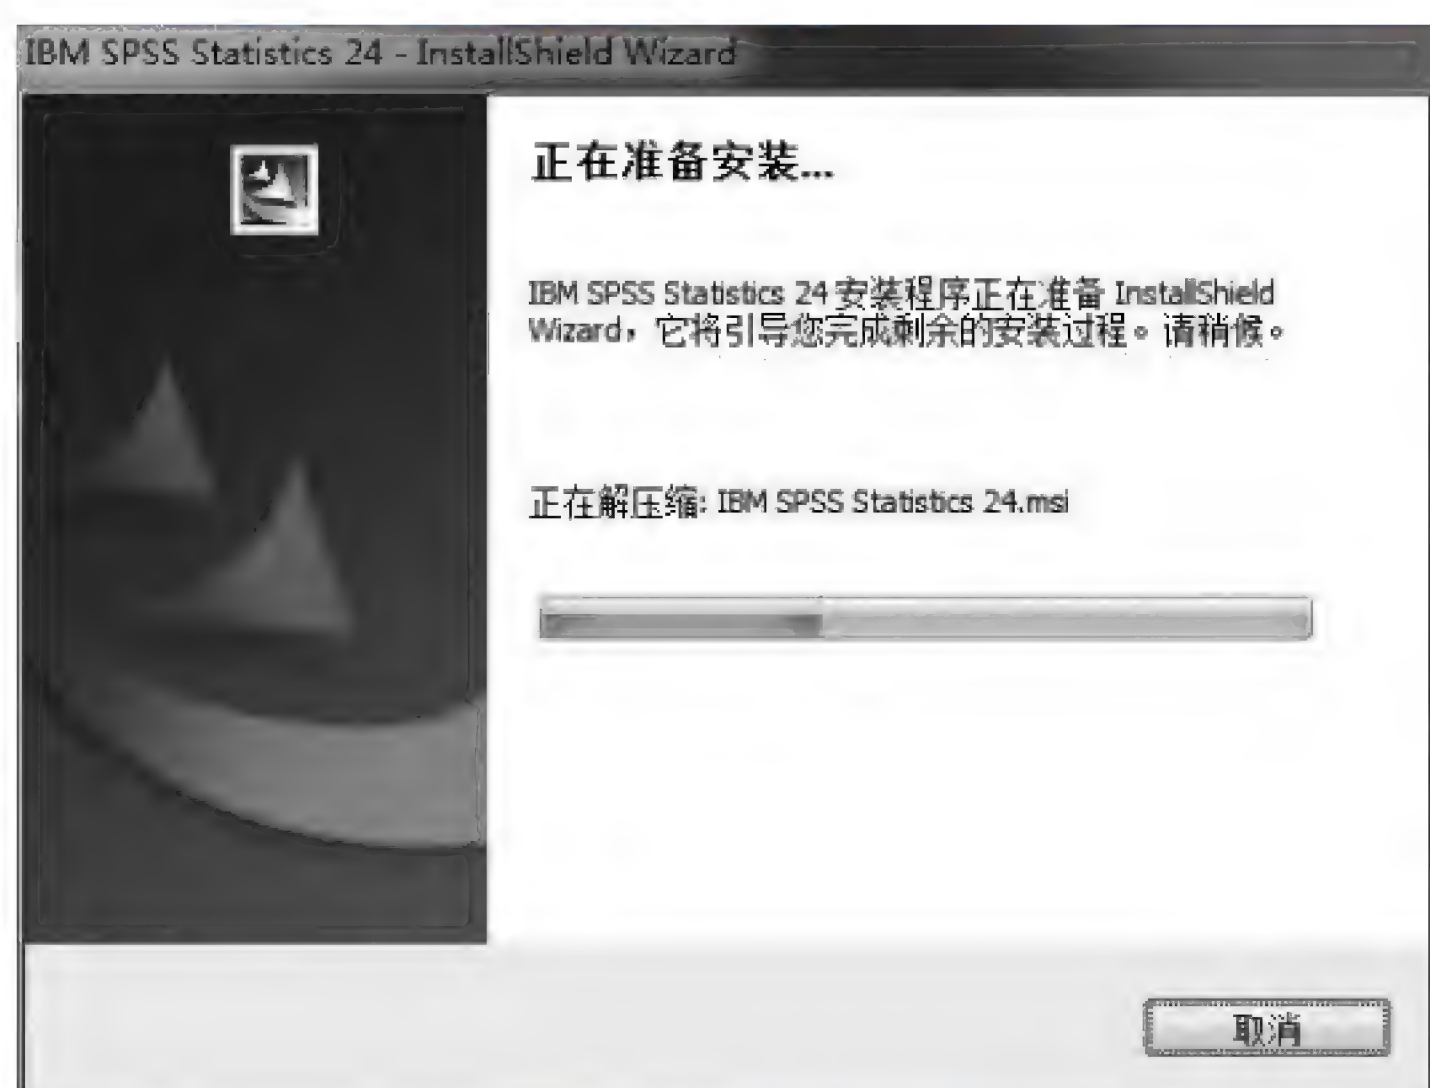 IBM SPSS Statistics 24 - InstallShield Wizard
正在准备安装...
IBM SPSS Statistics 24 安装程序正在准备 InstallShield
Wizard，它将引导您完成剩余的安装过程。请稍候。
正在解压缩: IBM SPSS Statistics 24.msi
取消